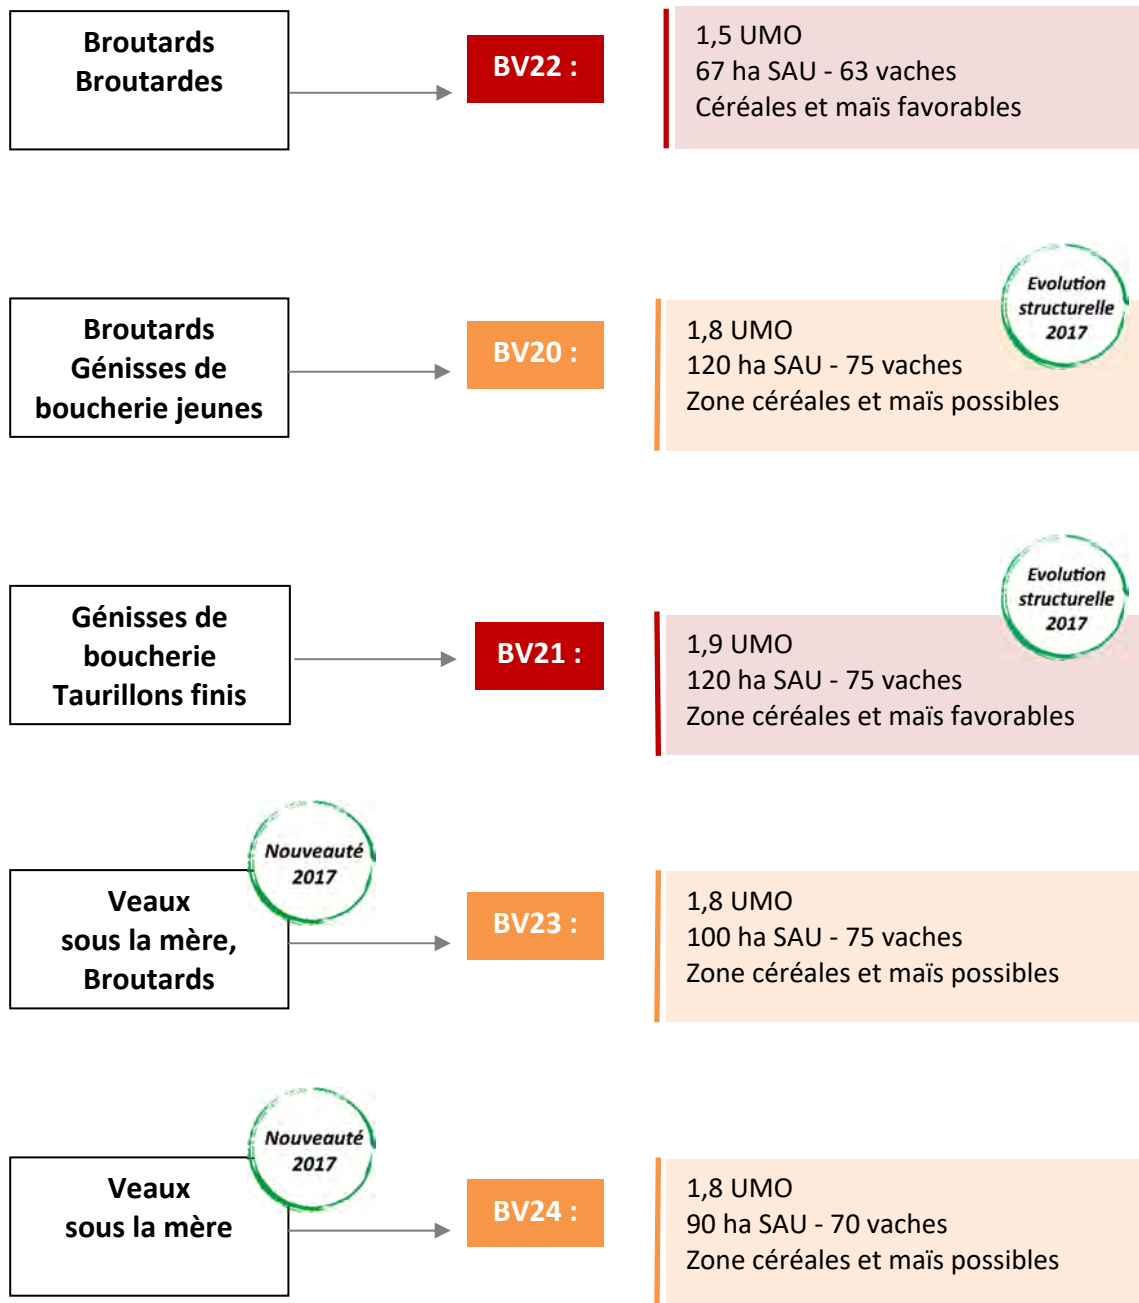 Broutards
Broutardes
BV22 :
1,5 UMO
67 ha SAU - 63 vaches
Céréales et maïs favorables
Broutards
Génisses de
boucherie jeunes
BV20 :
Evolution
structurelle
2017
1,8 UMO
120 ha SAU - 75 vaches
Zone céréales et maïs possibles
Génisses de
boucherie
Taurillons finis
BV21 :
Evolution
structurelle
2017
1,9 UMO
120 ha SAU - 75 vaches
Zone céréales et maïs favorables
Nouveauté
2017
Veaux
sous la mère,
Broutards
BV23 :
1,8 UMO
100 ha SAU - 75 vaches
Zone céréales et maïs possibles
Nouveauté
2017
Veaux
sous la mère
BV24 :
1,8 UMO
90 ha SAU - 70 vaches
Zone céréales et maïs possibles